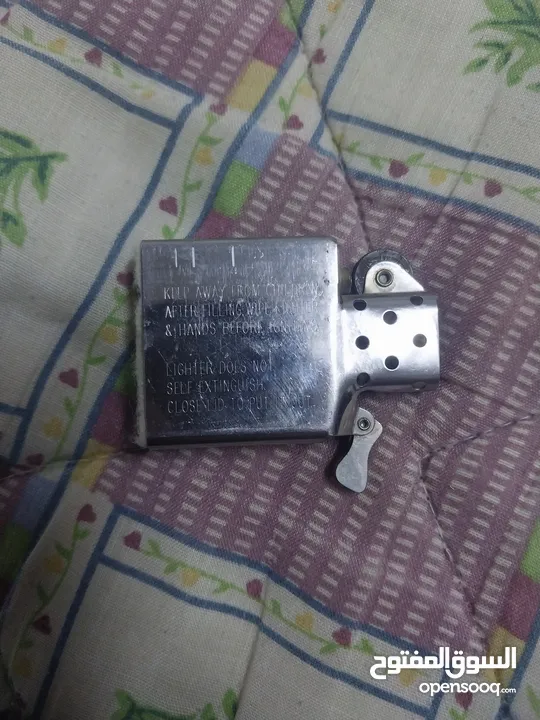 KEEP AWAY FROM CHILDREN
AFTER FILLING WIPE
& HANDS BEFORE
LIGHTER DOES NOT
SELF EXTINGUISH
CLOSE LID TO PUT OUT.
السوق المفتوح
opensooq.com